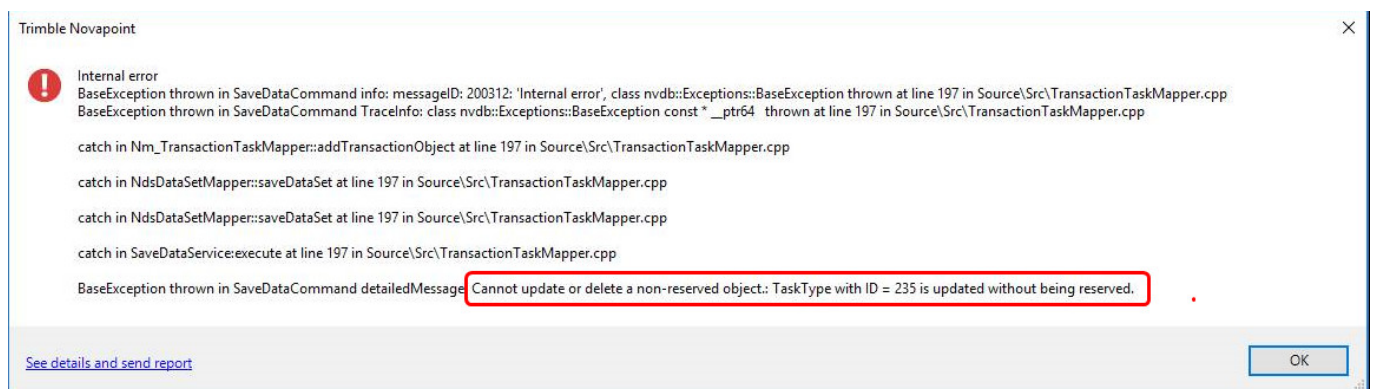 Trimble Novapoint
Internal error
BaseException thrown in SaveDataCommand info: messageID: 200312: 'Internal error', class nvdb::Exceptions::BaseException thrown at line 197 in Source\Src\TransactionTaskMapper.cpp
BaseException thrown in SaveDataCommand TraceInfo: class nvdb::Exceptions::BaseException const * __ptr64 thrown at line 197 in Source\Src\TransactionTaskMapper.cpp
catch in Nm_TransactionTaskMapper::addTransactionObject at line 197 in Source\Src\TransactionTaskMapper.cpp
catch in NdsDataSetMapper::saveDataSet at line 197 in Source\Src\TransactionTaskMapper.cpp
catch in NdsDataSetMapper::saveDataSet at line 197 in Source\Src\TransactionTaskMapper.cpp
catch in SaveDataService:execute at line 197 in Source\Src\TransactionTaskMapper.cpp
BaseException thrown in SaveDataCommand detailedMessage Cannot update or delete a non-reserved object.: TaskType with ID = 235 is updated without being reserved.
See details and send report
OK